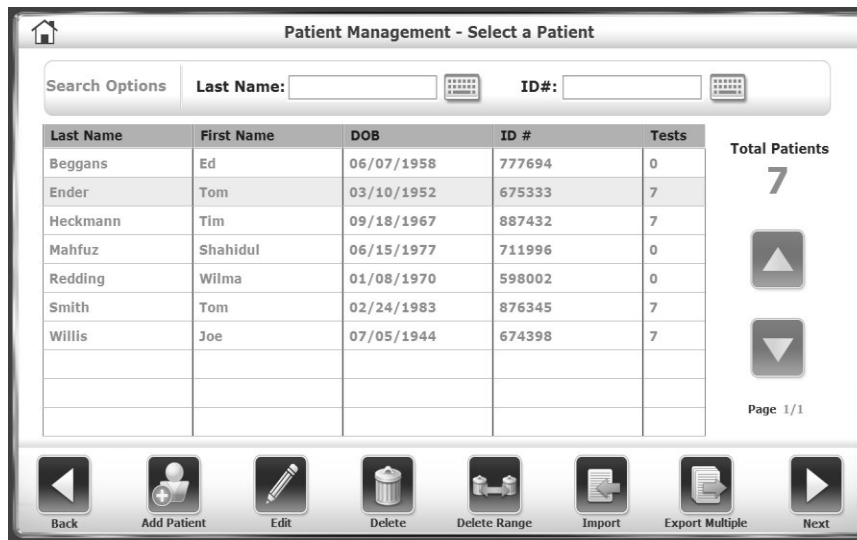 Patient Management - Select a Patient
Search Options Last Name: ID#:
Last Name First Name DOB ID # Tests
Beggans Ed 06/07/1958 777694 0
Ender Tom 03/10/1952 675333 7
Heckmann Tim 09/18/1967 887432 7
Mahfuz Shahidul 06/15/1977 711996 0
Redding Wilma 01/08/1970 598002 0
Smith Tom 02/24/1983 876345 7
Willis Joe 07/05/1944 674398 7
Total Patients
7
Page 1/1
Back Add Patient Edit Delete Delete Range Import Export Multiple Next